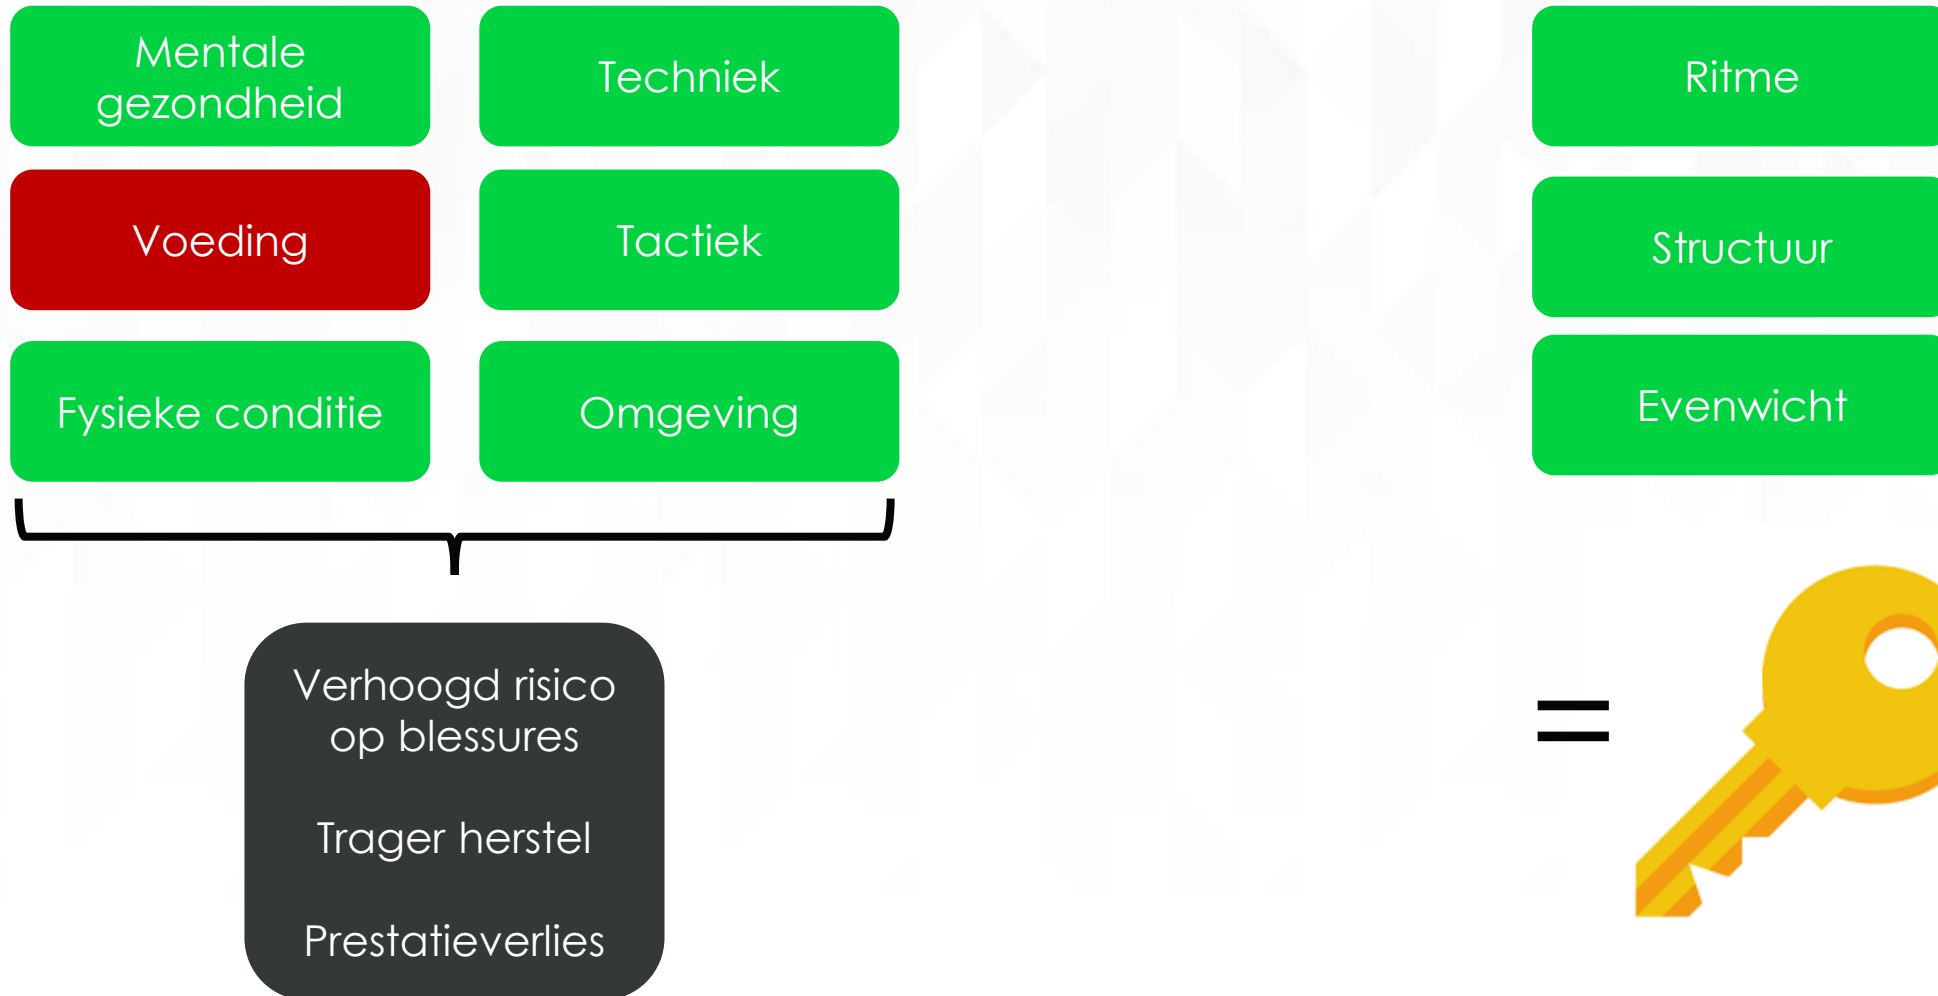 Mentale
gezondheid
Techniek
Voeding
Tactiek
Fysieke conditie
Omgeving
Verhoogd risico
op blessures
Trager herstel
Prestatieverlies
Ritme
Structuur
Evenwicht
=